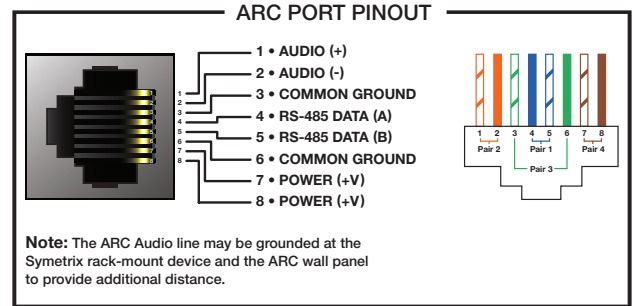 ARC PORT PINOUT
1 • AUDIO (+)
2 • AUDIO (-)
3 • COMMON GROUND
4 • RS-485 DATA (A)
5 • RS-485 DATA (B)
6 • COMMON GROUND
7 • POWER (+V)
8 • POWER (+V)
1
2
3
4
5
6
7
8
1 2 3 4 5 6 7 8
Pair 2 Pair 1 Pair 4
Pair 3
Note: The ARC Audio line may be grounded at the
Symetrix rack-mount device and the ARC wall panel
to provide additional distance.